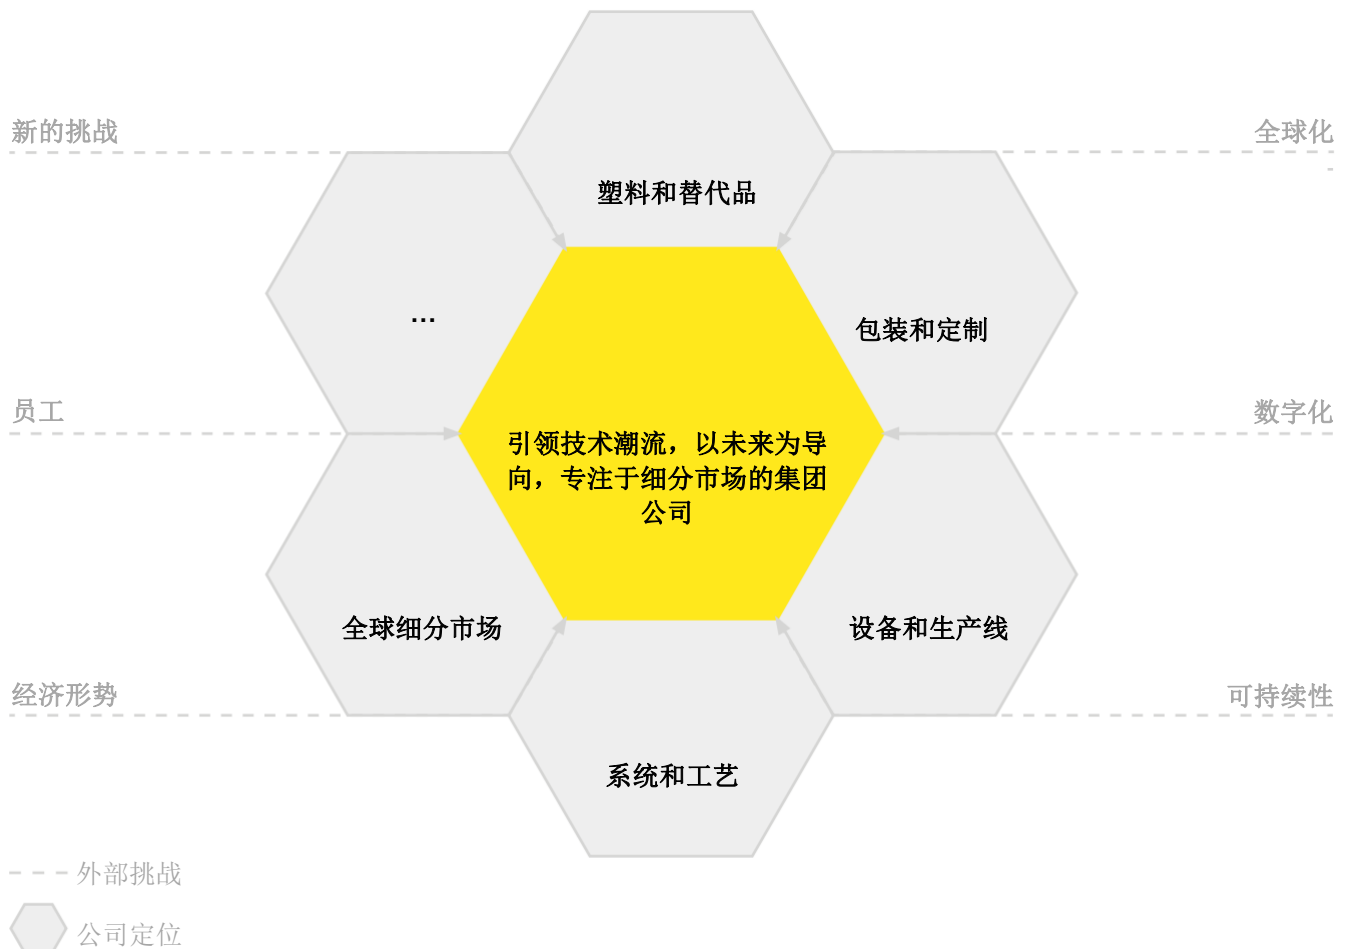 新的挑战
全球化
塑料和替代品
...
包装和定制
员工
数字化
引领技术潮流，以未来为导
向，专注于细分市场的集团
公司
全球细分市场
设备和生产线
经济形势
可持续性
系统和工艺
外部挑战
公司定位